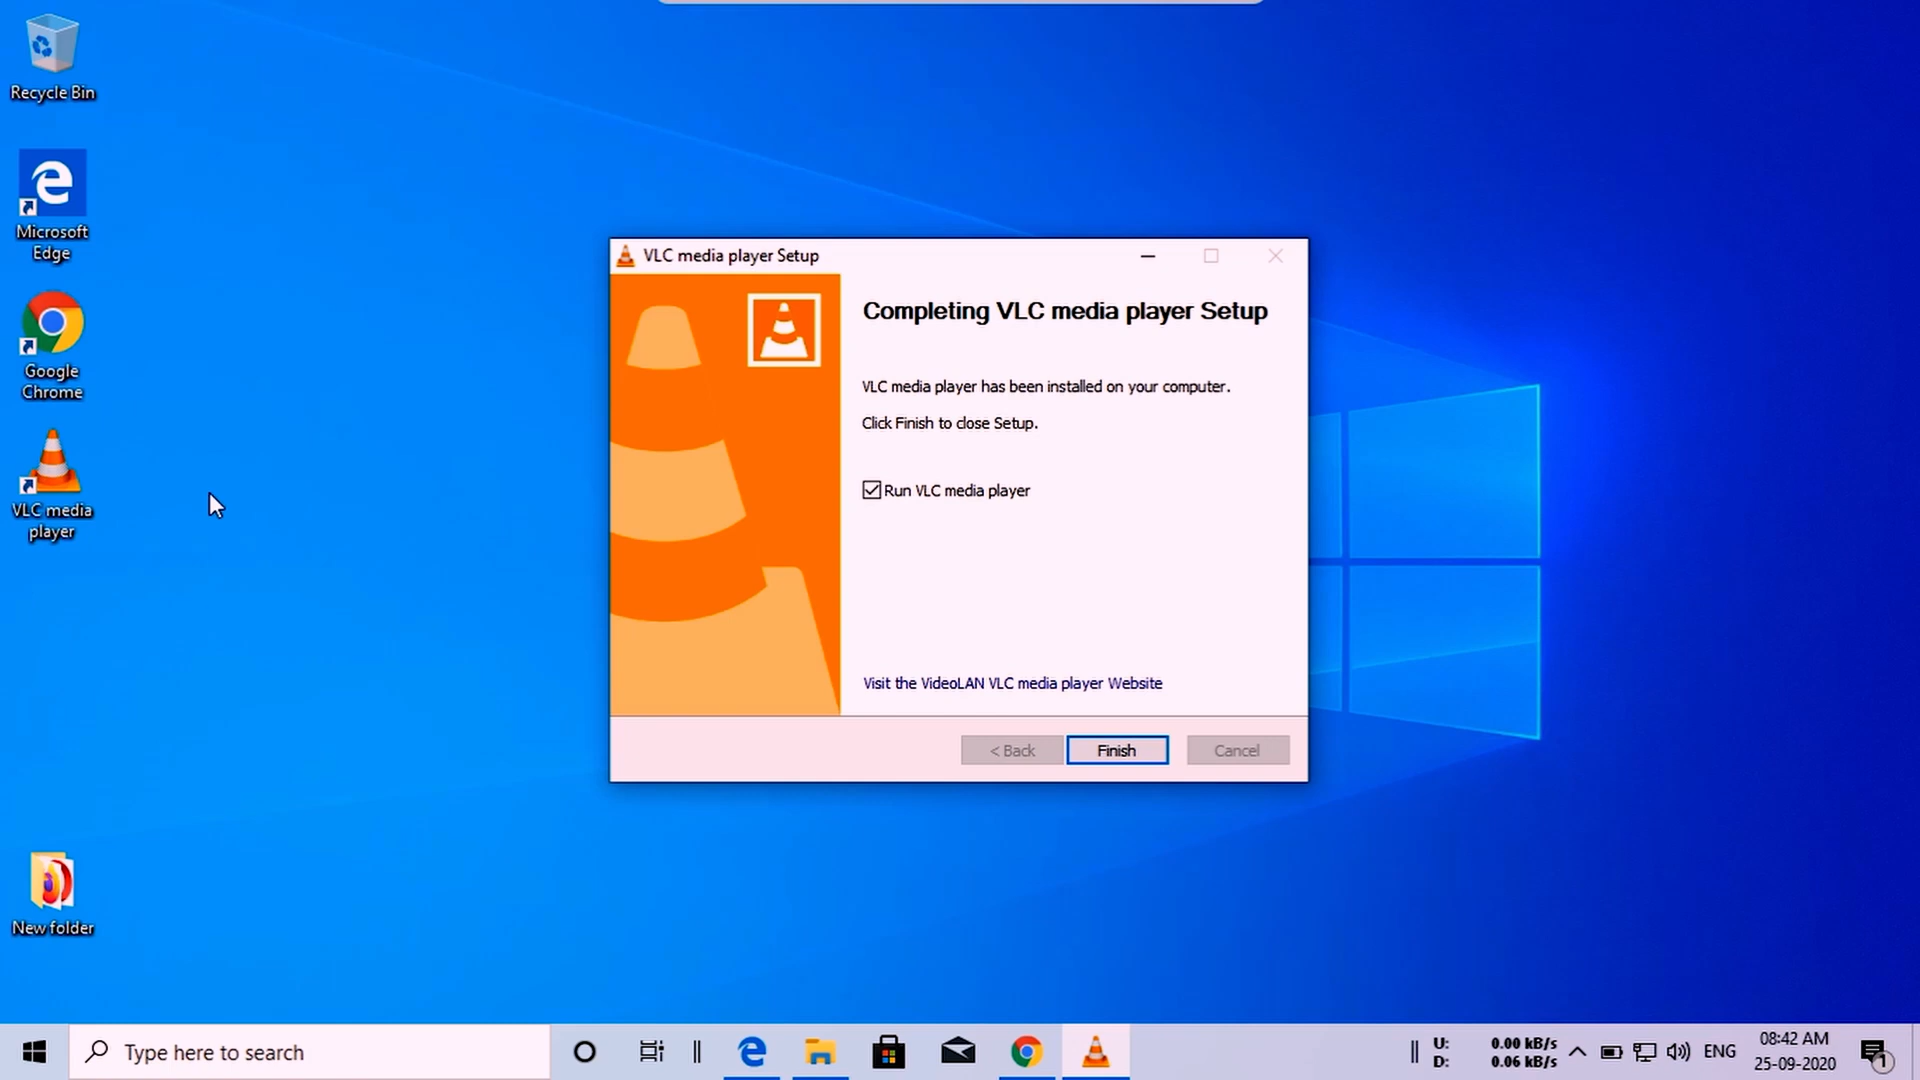 Recycle Bin
Microsoft
Edge
Google
Chrome
VLC media
player
New folder
VLC media player Setup
Completing VLC media player Setup
VLC media player has been installed on your computer.
Click Finish to close Setup.
Run VLC media player
Visit the VideoLAN VLC media player Website
< Back
Finish
Cancel
Type here to search
U: 0.00 kB/s
D: 0.06 kB/s
ENG
08:42 AM
25-09-2020
1